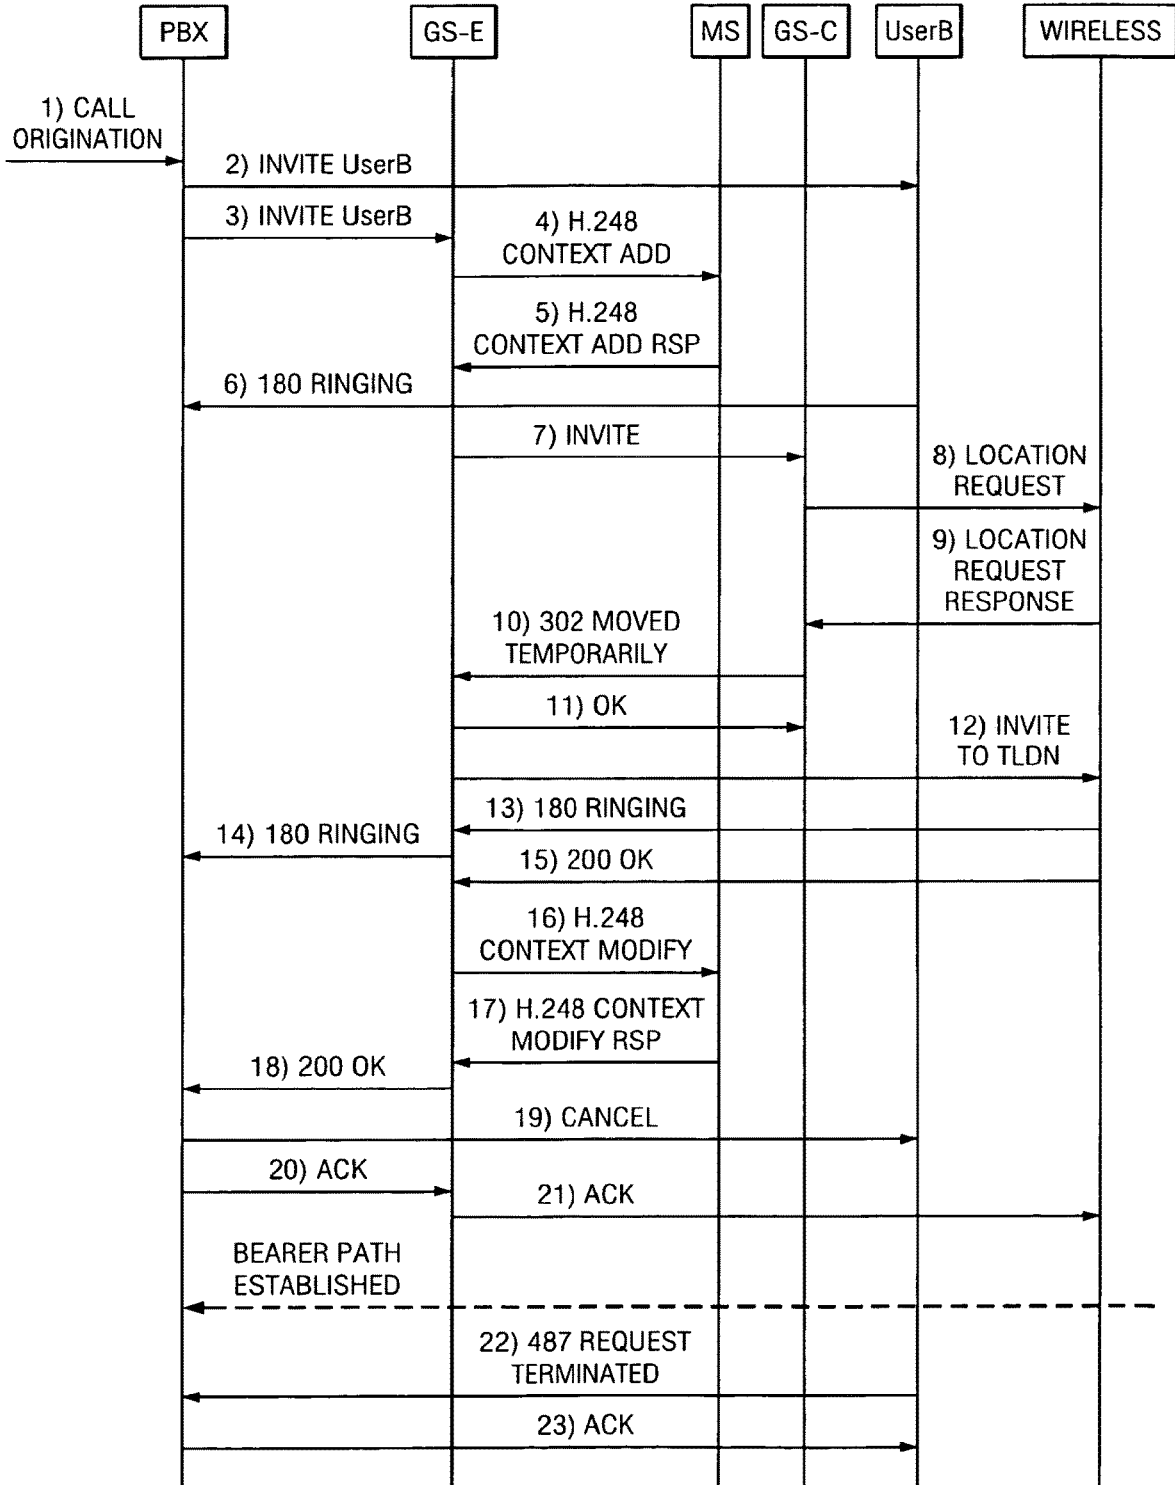 PBX
GS-E
MS
GS-C
UserB
WIRELESS
1) CALL
ORIGINATION
2) INVITE UserB
3) INVITE UserB
4) H.248
CONTEXT ADD
5) H.248
CONTEXT ADD RSP
6) 180 RINGING
7) INVITE
8) LOCATION
REQUEST
9) LOCATION
REQUEST
RESPONSE
10) 302 MOVED
TEMPORARILY
11) OK
12) INVITE
TO TLDN
13) 180 RINGING
14) 180 RINGING
15) 200 OK
16) H.248
CONTEXT MODIFY
17) H.248 CONTEXT
MODIFY RSP
18) 200 OK
19) CANCEL
20) ACK
21) ACK
BEARER PATH
ESTABLISHED
22) 487 REQUEST
TERMINATED
23) ACK